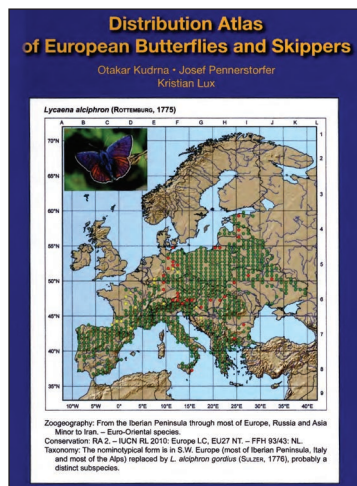 Distribution Atlas
of European Butterflies and Skippers
Otakar Kudrna • Josef Pennerstorfer
Kristian Lux
Lycaena alciphron (ROTTEMBURG, 1775)
A B C D E F G H I J K L
70°N
65°N
60°N
55°N
50°N
45°N
40°N
35°N
1
2
3
4
5
6
7
8
9
10°W 5°W 0° 5°E 10°E 15°E 20°E 25°E 30°E 35°E 40°E
Zoogeography: From the Iberian Peninsula through most of Europe, Russia and Asia
Minor to Iran. – Euro-Oriental species.
Conservation: RA 2. – IUCN RL 2010: Europe LC, EU27 NT. – FFH 93/43: NL.
Taxonomy: The nominotypical form is in S.W. Europe (most of Iberian Peninsula, Italy
and most of the Alps) replaced by L. alciphron gordius (SULZER, 1776), probably a
distinct subspecies.